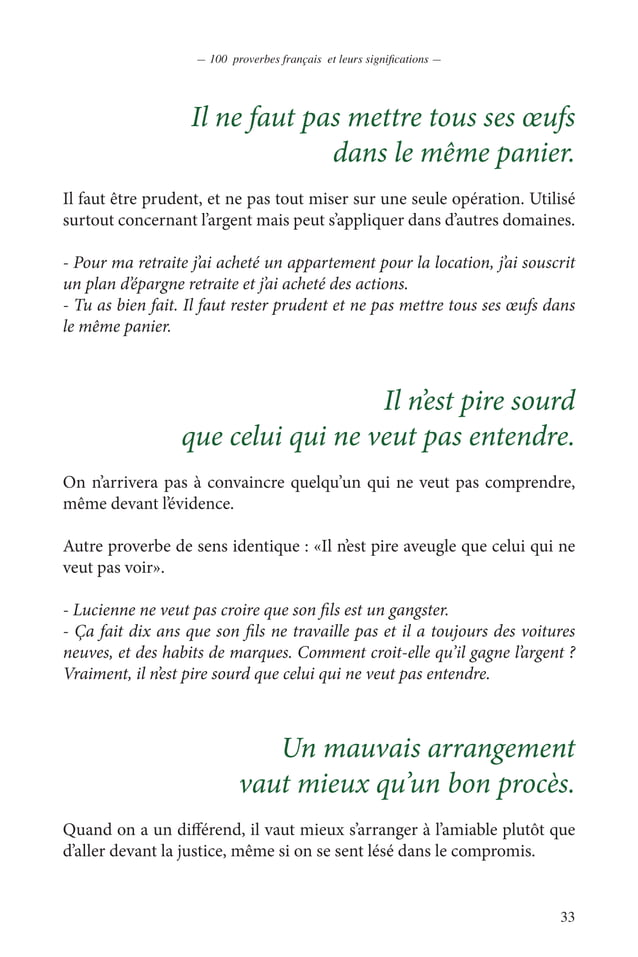 — 100 proverbes français et leurs significations —
Il ne faut pas mettre tous ses œufs
dans le même panier.
Il faut être prudent, et ne pas tout miser sur une seule opération. Utilisé
surtout concernant l’argent mais peut s’appliquer dans d’autres domaines.
- Pour ma retraite j’ai acheté un appartement pour la location, j’ai souscrit
un plan d’épargne retraite et j’ai acheté des actions.
- Tu as bien fait. Il faut rester prudent et ne pas mettre tous ses œufs dans
le même panier.
Il n’est pire sourd
que celui qui ne veut pas entendre.
On n’arrivera pas à convaincre quelqu’un qui ne veut pas comprendre,
même devant l’évidence.
Autre proverbe de sens identique : «Il n’est pire aveugle que celui qui ne
veut pas voir».
- Lucienne ne veut pas croire que son fils est un gangster.
- Ça fait dix ans que son fils ne travaille pas et il a toujours des voitures
neuves, et des habits de marques. Comment croit-elle qu’il gagne l’argent ?
Vraiment, il n’est pire sourd que celui qui ne veut pas entendre.
Un mauvais arrangement
vaut mieux qu’un bon procès.
Quand on a un différend, il vaut mieux s’arranger à l’amiable plutôt que
d’aller devant la justice, même si on se sent lésé dans le compromis.
33